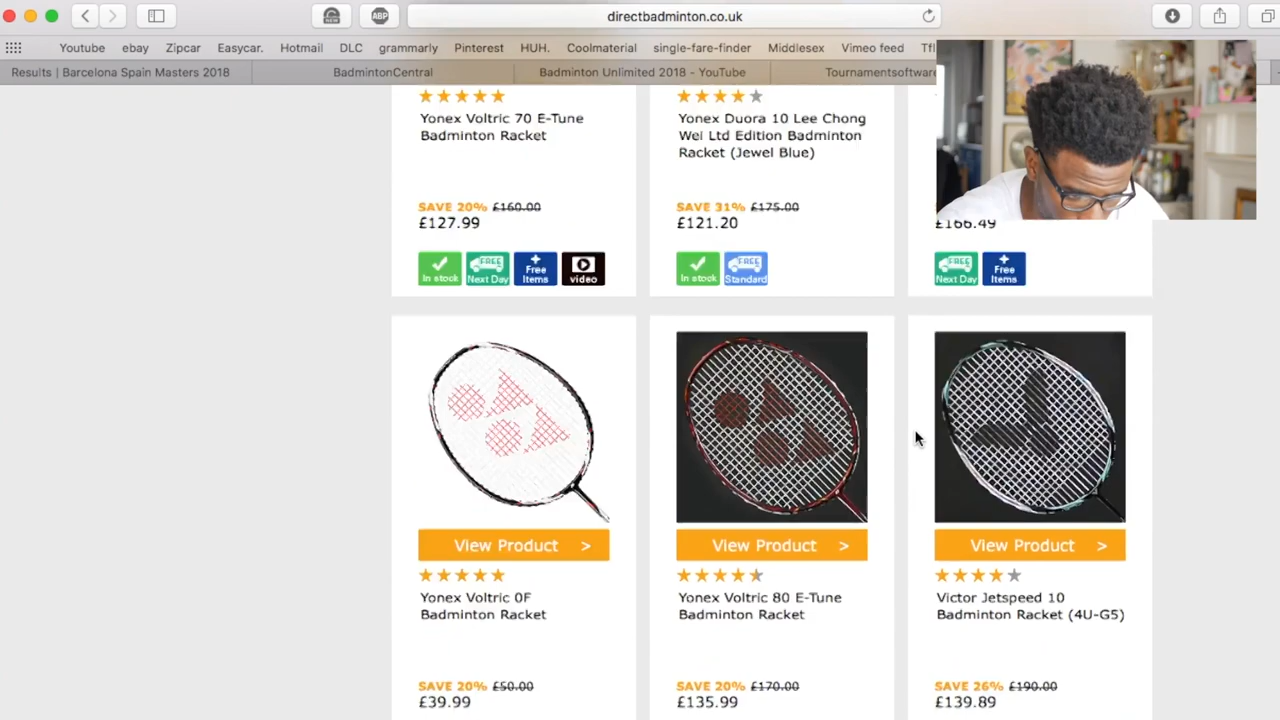 directbadminton.co.uk
NEW
ABP
Youtube ebay Zipcar Easycar. Hotmail DLC grammarly Pinterest HUH. Coolmaterial single-fare-finder Middlesex Vimeo feed Tfl
Results | Barcelona Spain Masters 2018 BadmintonCentral Badminton Unlimited 2018 - YouTube Tournamentsoftware
Yonex Voltric 70 E-Tune
Badminton Racket
SAVE 20% £160.00
£127.99
In stock
FREE
Next Day
+
Free
Items
video
Yonex Duora 10 Lee Chong
Wei Ltd Edition Badminton
Racket (Jewel Blue)
SAVE 31% £175.00
£121.20
In stock
FREE
Standard
£166.49
FREE
Next Day
+
Free
Items
View Product >
Yonex Voltric 0F
Badminton Racket
SAVE 20% £50.00
£39.99
View Product >
Yonex Voltric 80 E-Tune
Badminton Racket
SAVE 20% £170.00
£135.99
View Product >
Victor Jetspeed 10
Badminton Racket (4U-G5)
SAVE 26% £190.00
£139.89